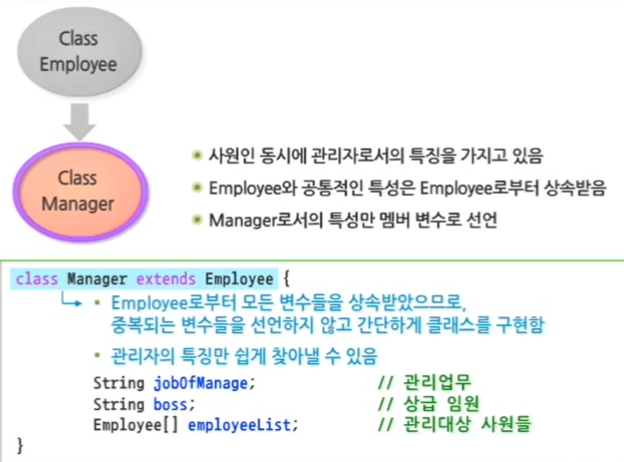 Class
Employee
Class
Manager
사원인 동시에 관리자로서의 특징을 가지고 있음
Employee와 공통적인 특성은 Employee로부터 상속받음
Manager로서의 특성만 멤버 변수로 선언
class Manager extends Employee {
Employee로부터 모든 변수들을 상속받았으므로,
중복되는 변수들을 선언하지 않고 간단하게 클래스를 구현함
관리자의 특징만 쉽게 찾아낼 수 있음
String jobOfManage; // 관리업무
String boss; // 상급 임원
Employee[] employeeList; // 관리대상 사원들
}